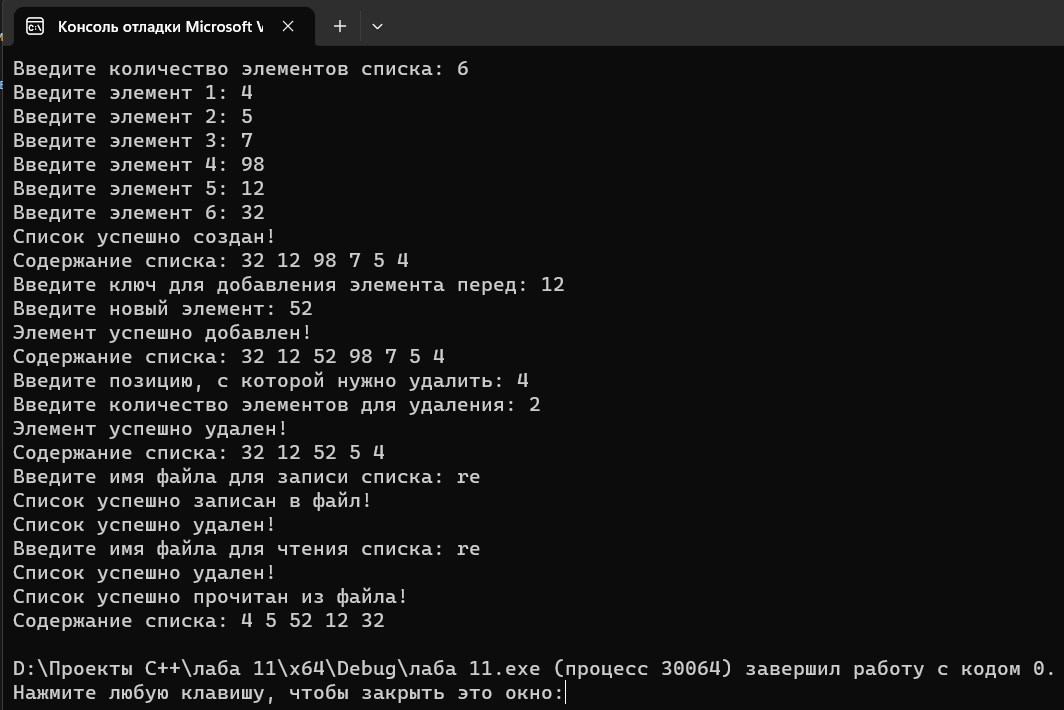 Консоль отладки Microsoft V
Введите количество элементов списка: 6
Введите элемент 1: 4
Введите элемент 2: 5
Введите элемент 3: 7
Введите элемент 4: 98
Введите элемент 5: 12
Введите элемент 6: 32
Список успешно создан!
Содержание списка: 32 12 98 7 5 4
Введите ключ для добавления элемента перед: 12
Введите новый элемент: 52
Элемент успешно добавлен!
Содержание списка: 32 12 52 98 7 5 4
Введите позицию, с которой нужно удалить: 4
Введите количество элементов для удаления: 2
Элемент успешно удален!
Содержание списка: 32 12 52 5 4
Введите имя файла для записи списка: re
Список успешно записан в файл!
Список успешно удален!
Введите имя файла для чтения списка: re
Список успешно удален!
Список успешно прочитан из файла!
Содержание списка: 4 5 52 12 32
D:\Проекты C++\лаба 11\x64\Debug\лаба 11.exe (процесс 30064) завершил работу с кодом 0.
Нажмите любую клавишу, чтобы закрыть это окно: